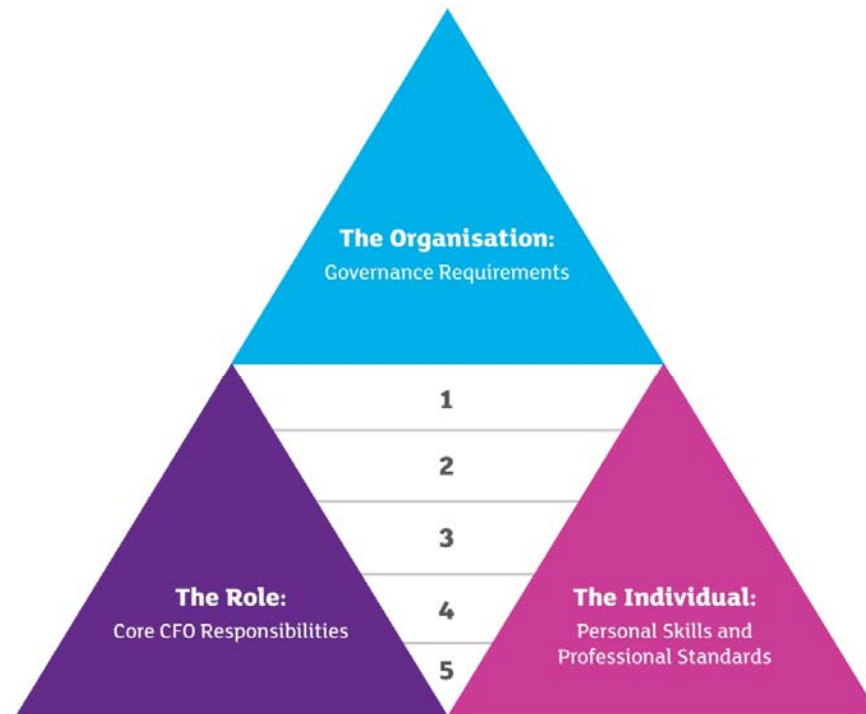 The Organisation:
Governance Requirements
1
2
3
4
5
The Role:
Core CFO Responsibilities
The Individual:
Personal Skills and
Professional Standards